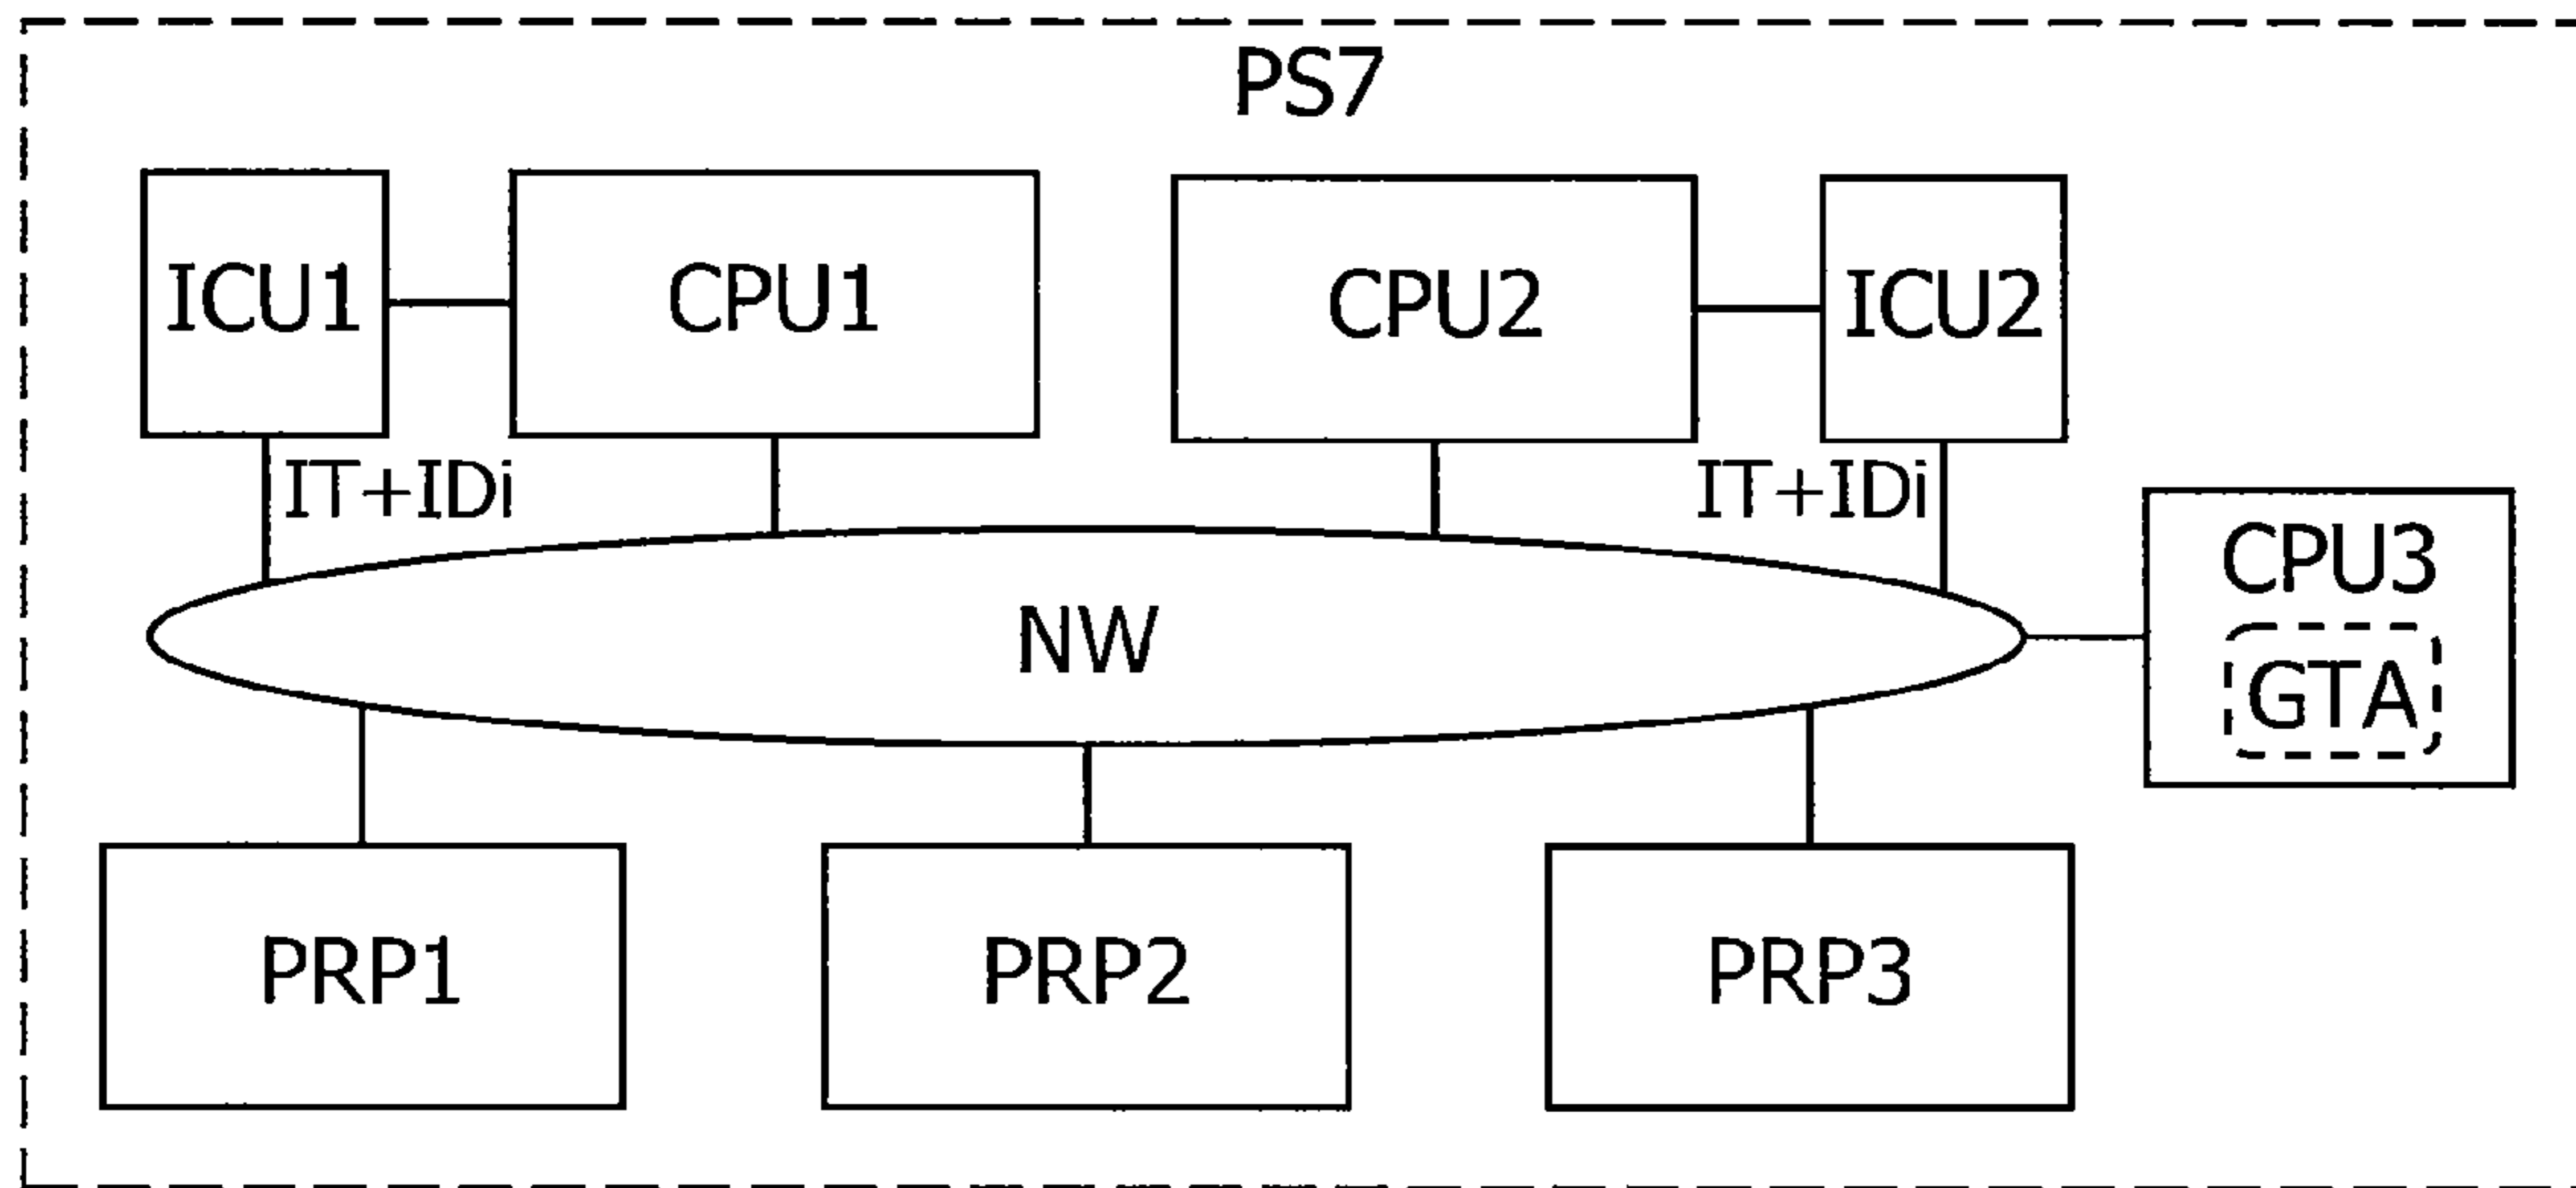 PS7
ICU1
CPU1
CPU2
ICU2
IT+IDi
IT+IDi
CPU3
GTA
NW
PRP1
PRP2
PRP3